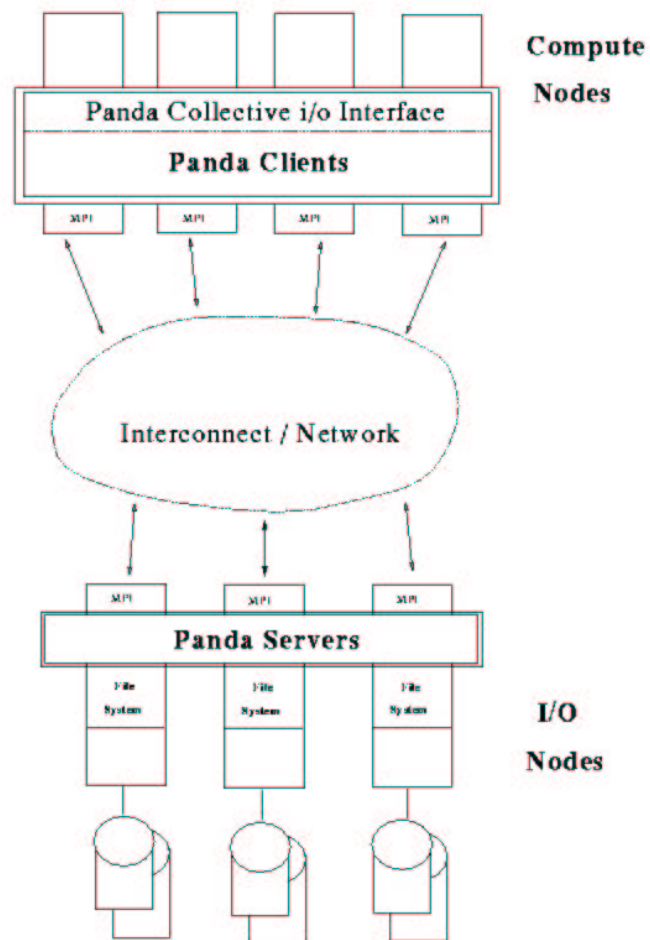 Compute
Nodes
Panda Collective i/o Interface
Panda Clients
MPI MPI MPI MPI
Interconnect / Network
MPI MPI MPI
Panda Servers
File File File
System System System
I/O
Nodes